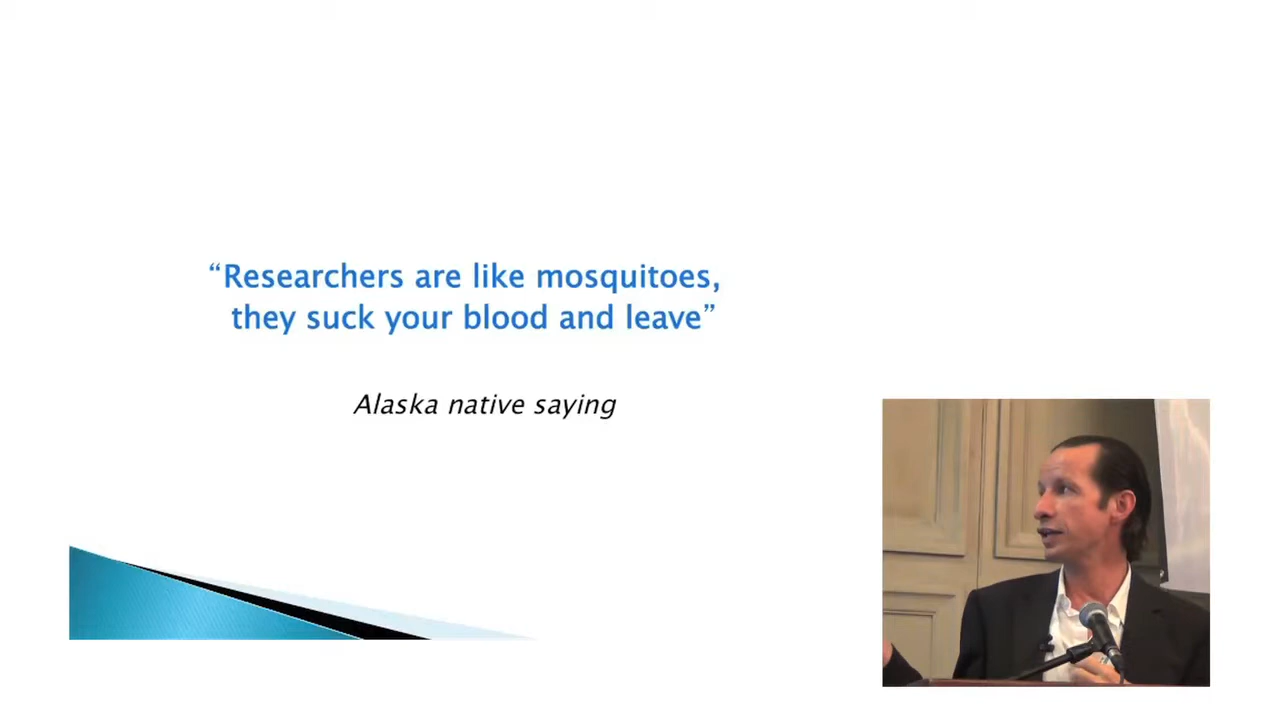 “Researchers are like mosquitoes,
they suck your blood and leave”
Alaska native saying